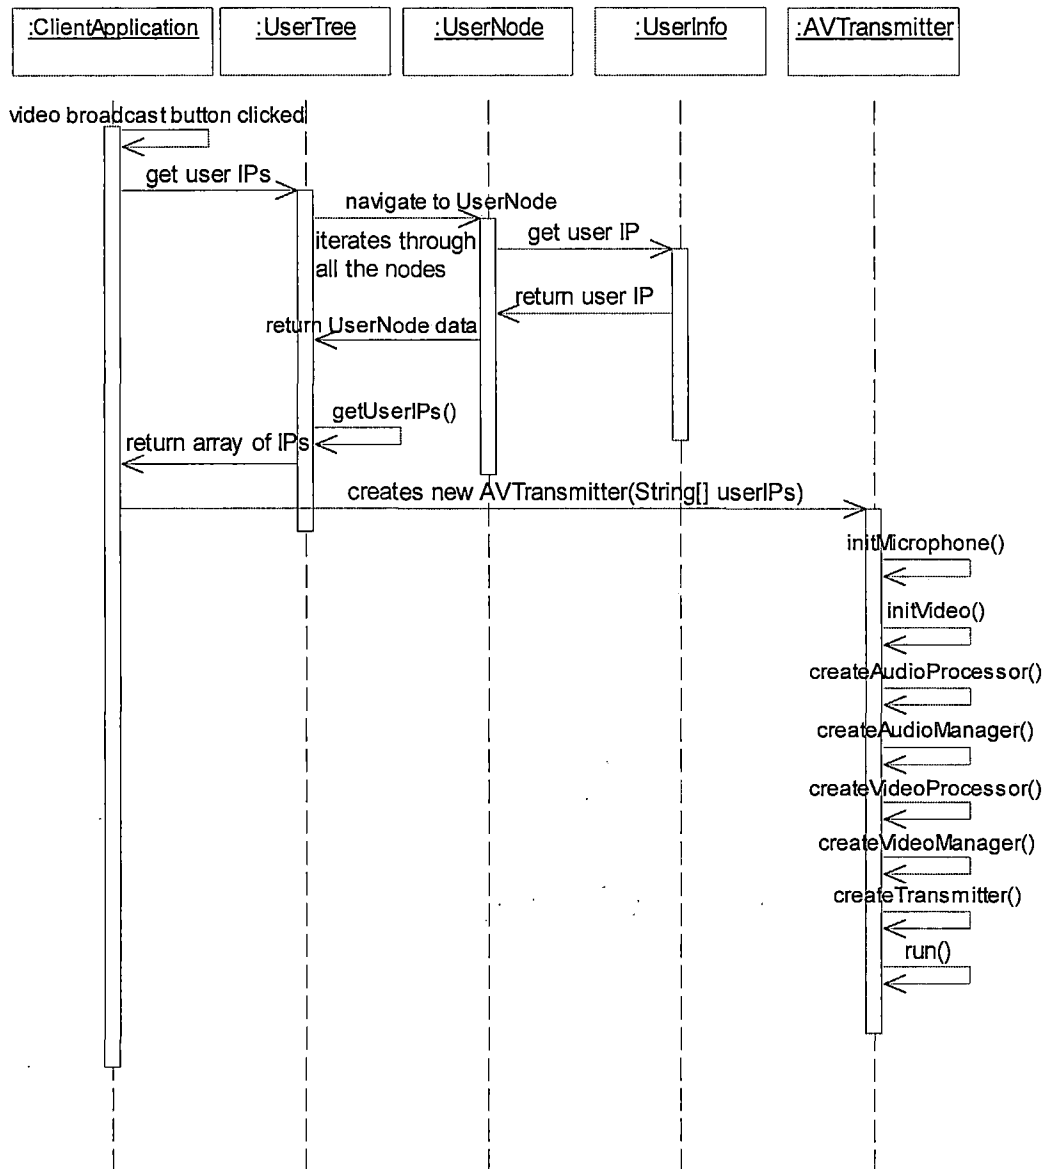 :ClientApplication
:UserTree
:UserNode
:UserInfo
:AVTransmitter
video broadcast button clicked
get user IPs
navigate to UserNode
iterates through
all the nodes
get user IP
return user IP
return UserNode data
getUserIPs()
return array of IPs
creates new AVTransmitter(String[] userIPs)
initMicrophone()
initVideo()
createAudioProcessor()
createAudioManager()
createVideoProcessor()
createVideoManager()
createTransmitter()
run()